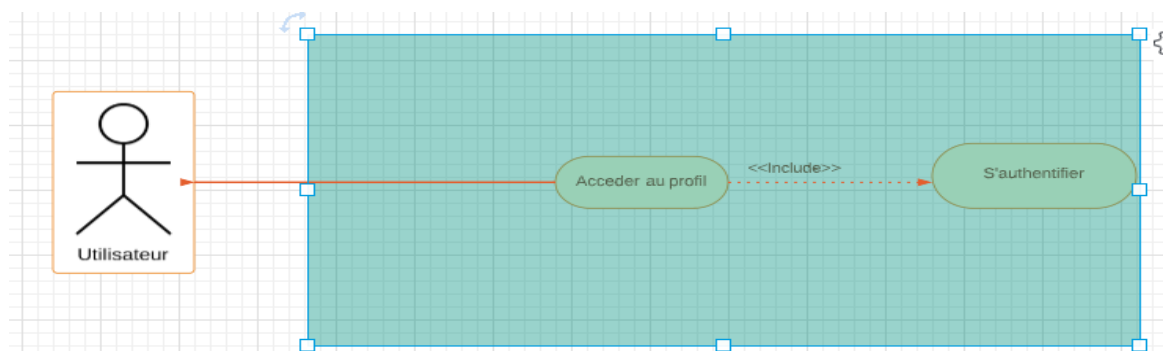 Utilisateur
Acceder au profil
<<Include>>
S'authentifier